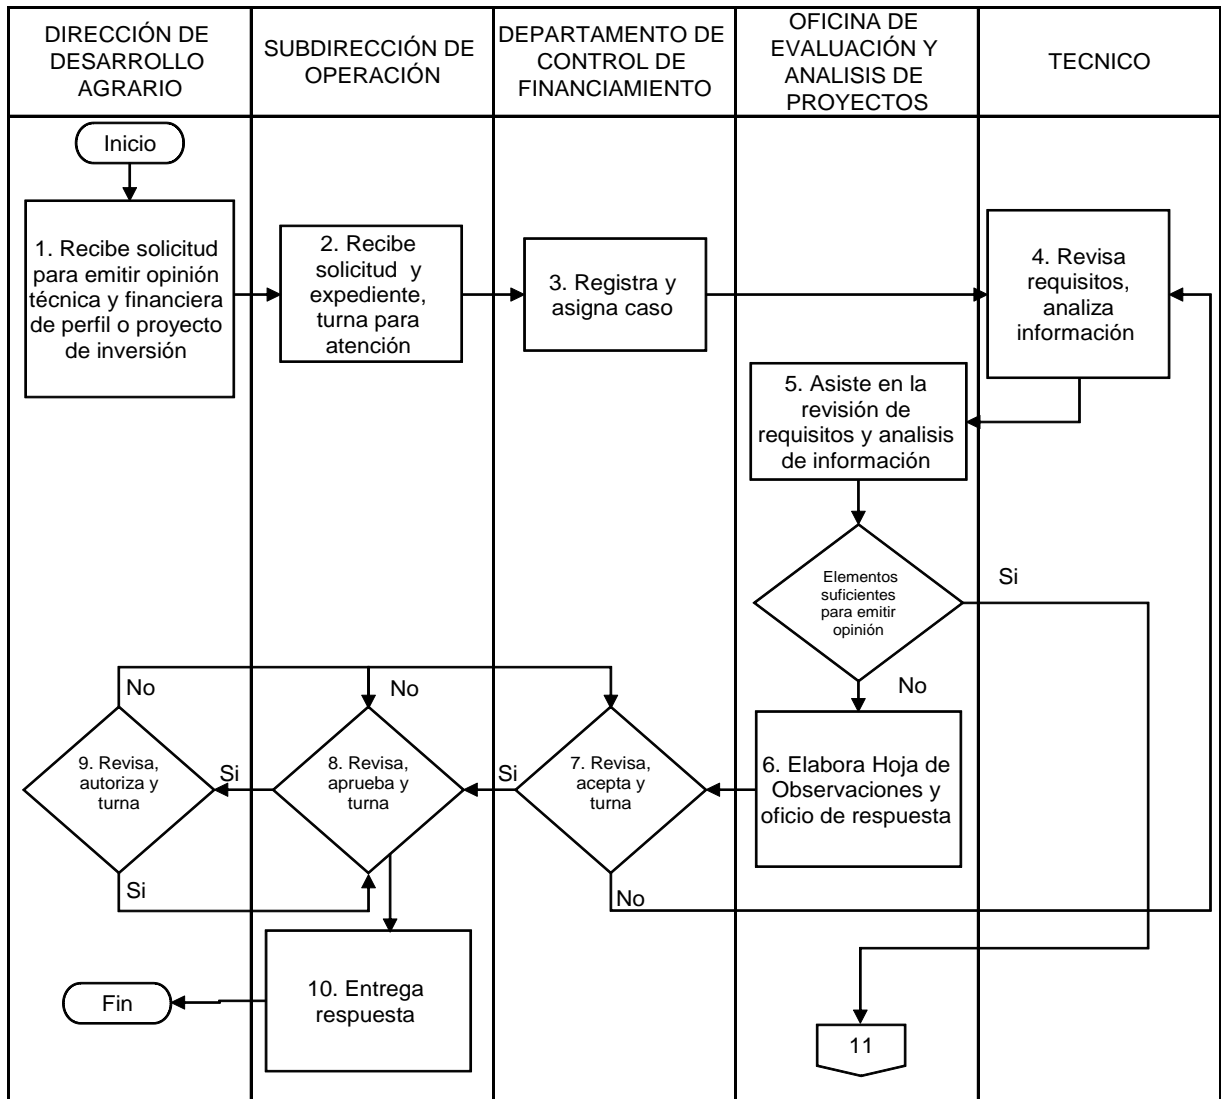 DIRECCIÓN DE
DESARROLLO
AGRARIO
SUBDIRECCIÓN DE
OPERACIÓN
DEPARTAMENTO DE
CONTROL DE
FINANCIAMIENTO
OFICINA DE
EVALUACIÓN Y
ANALISIS DE
PROYECTOS
TECNICO
Inicio
1. Recibe solicitud
para emitir opinión
técnica y financiera
de perfil o proyecto
de inversión
2. Recibe
solicitud y
expediente,
turna para
atención
3. Registra y
asigna caso
4. Revisa
requisitos,
analiza
información
5. Asiste en la
revisión de
requisitos y analisis
de información
Elementos
suficientes
para emitir
opinión
Si
No
No
No
9. Revisa,
autoriza y
turna
Si
8. Revisa,
aprueba y
turna
Si
7. Revisa,
acepta y
turna
6. Elabora Hoja de
Observaciones y
oficio de respuesta
Si
No
10. Entrega
respuesta
Fin
11